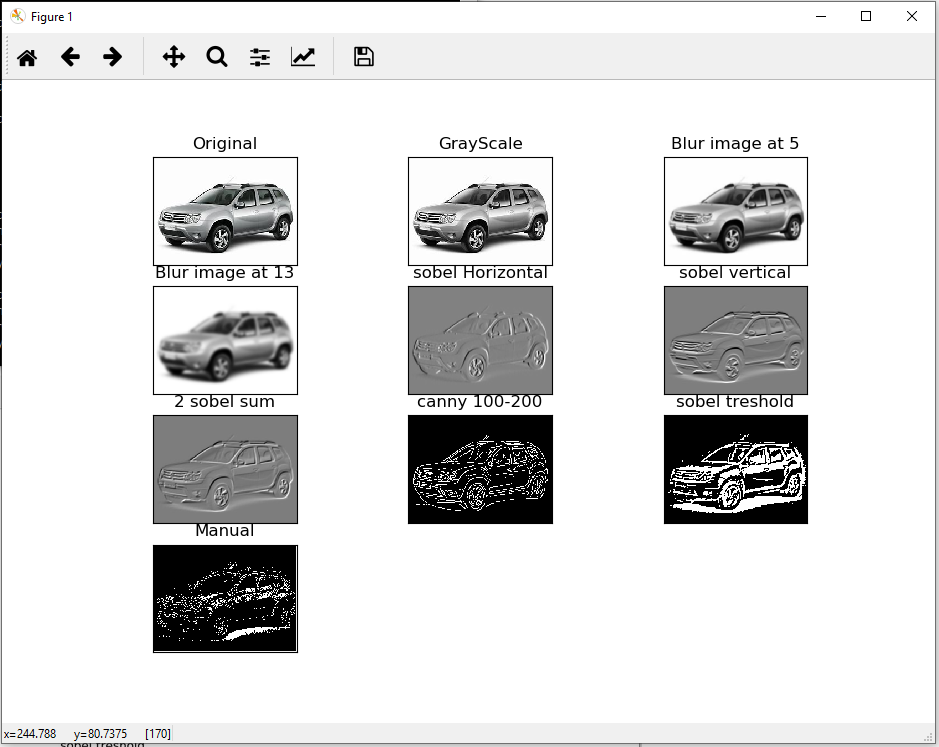 Figure 1
Original
GrayScale
Blur image at 5
Blur image at 13
sobel Horizontal
sobel vertical
2 sobel sum
canny 100-200
sobel treshold
Manual
x=244.788 y=80.7375 [170]
sobel treshold